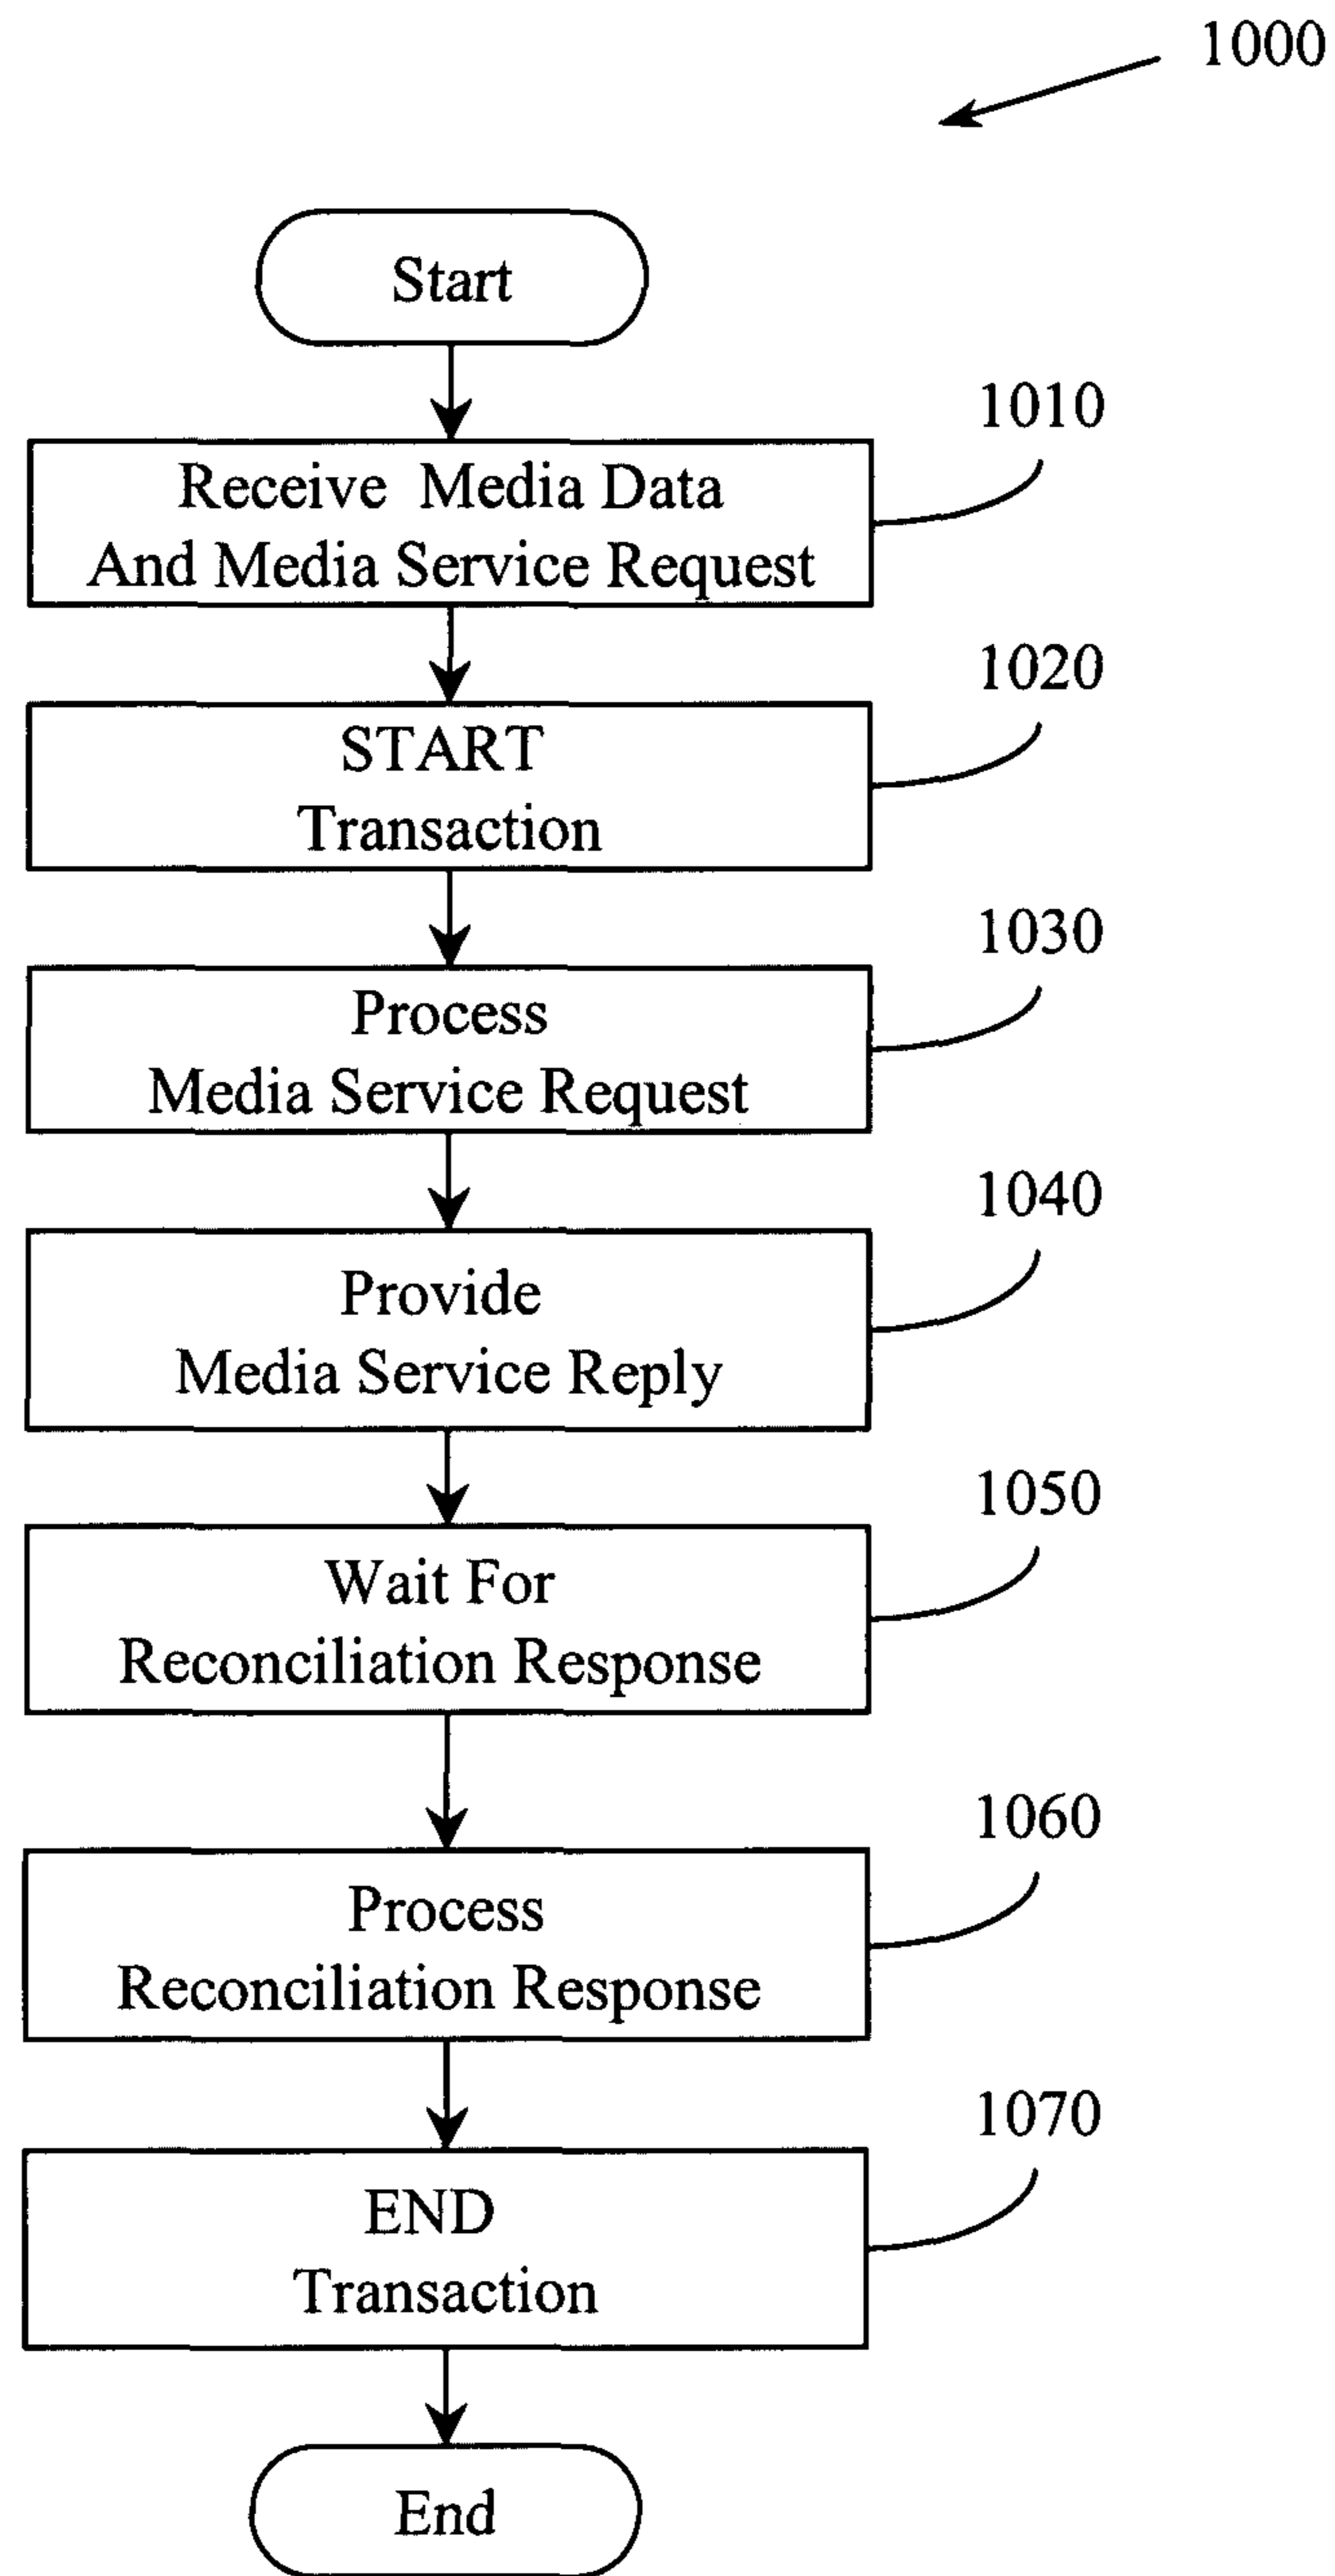 1000
Start
1010
Receive Media Data
And Media Service Request
1020
START
Transaction
1030
Process
Media Service Request
1040
Provide
Media Service Reply
1050
Wait For
Reconciliation Response
1060
Process
Reconciliation Response
1070
END
Transaction
End